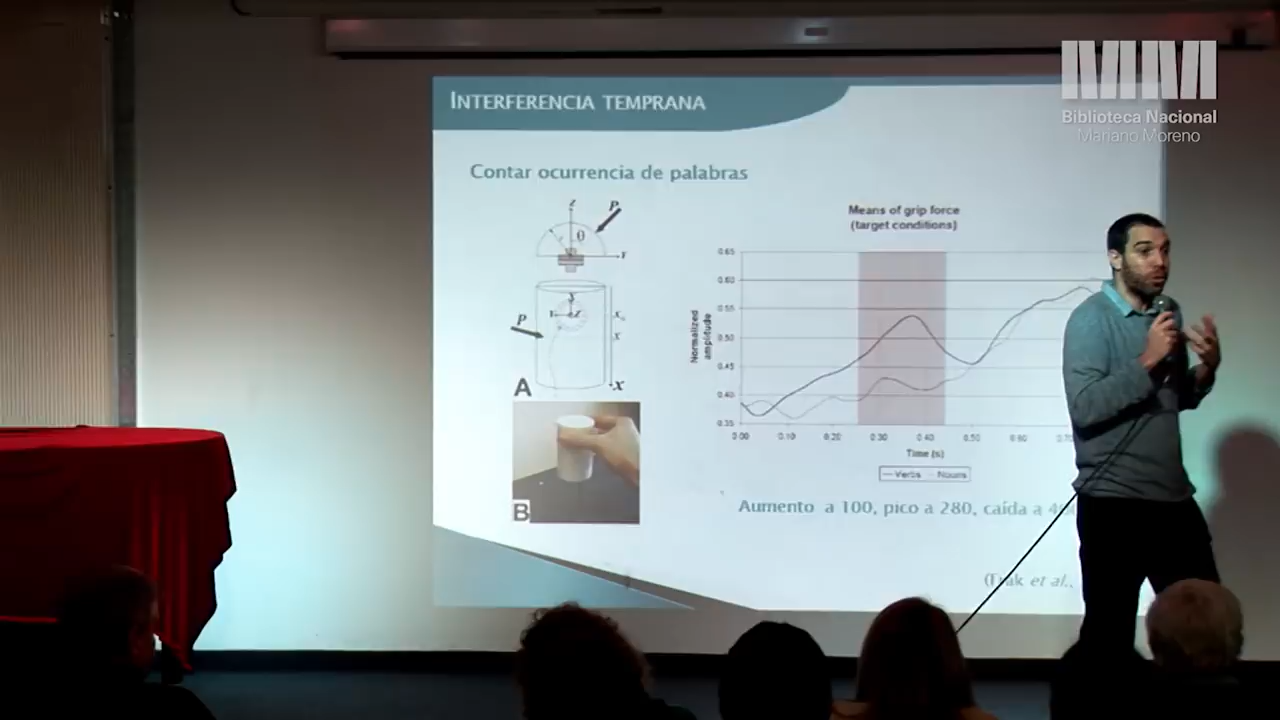 Biblioteca Nacional
Mariano Moreno
INTERFERENCIA TEMPRANA
Contar ocurrencia de palabras
z
P
θ
Y
Y
Z
P
x
x
A
B
Means of grip force
(target conditions)
Normalized
amplitude
0.65
0.60
0.55
0.50
0.45
0.40
0.35
0.00 0.10 0.20 0.30 0.40 0.50 0.60 0.70
Time (s)
Verbs Nouns
Aumento a 100, pico a 280, caída a
et al.,